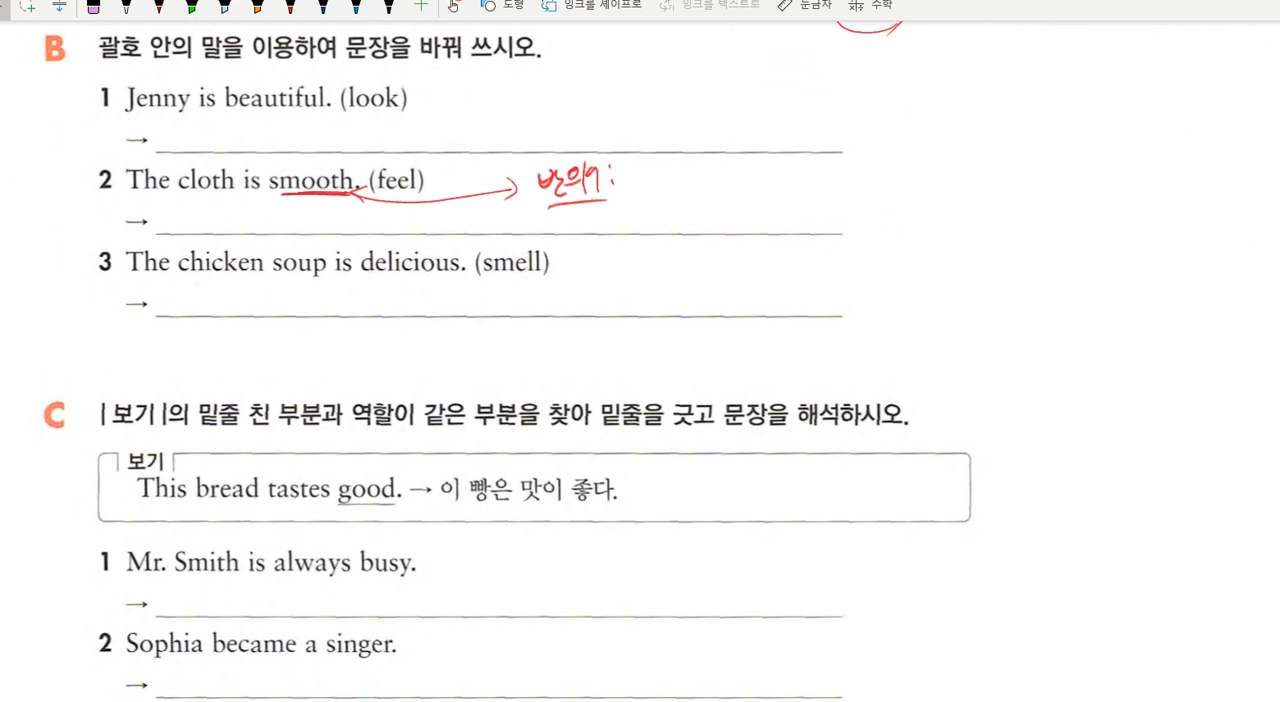 도형
잉크를 셰이프로
잉크를 텍스트로
눈금자
수학
B 괄호 안의 말을 이용하여 문장을 바꿔 쓰시오.
1 Jenny is beautiful. (look)
→
2 The cloth is smooth. (feel) 반의어:
→
3 The chicken soup is delicious. (smell)
→
C |보기|의 밑줄 친 부분과 역할이 같은 부분을 찾아 밑줄을 긋고 문장을 해석하시오.
보기
This bread tastes good. → 이 빵은 맛이 좋다.
1 Mr. Smith is always busy.
→
2 Sophia became a singer.
→